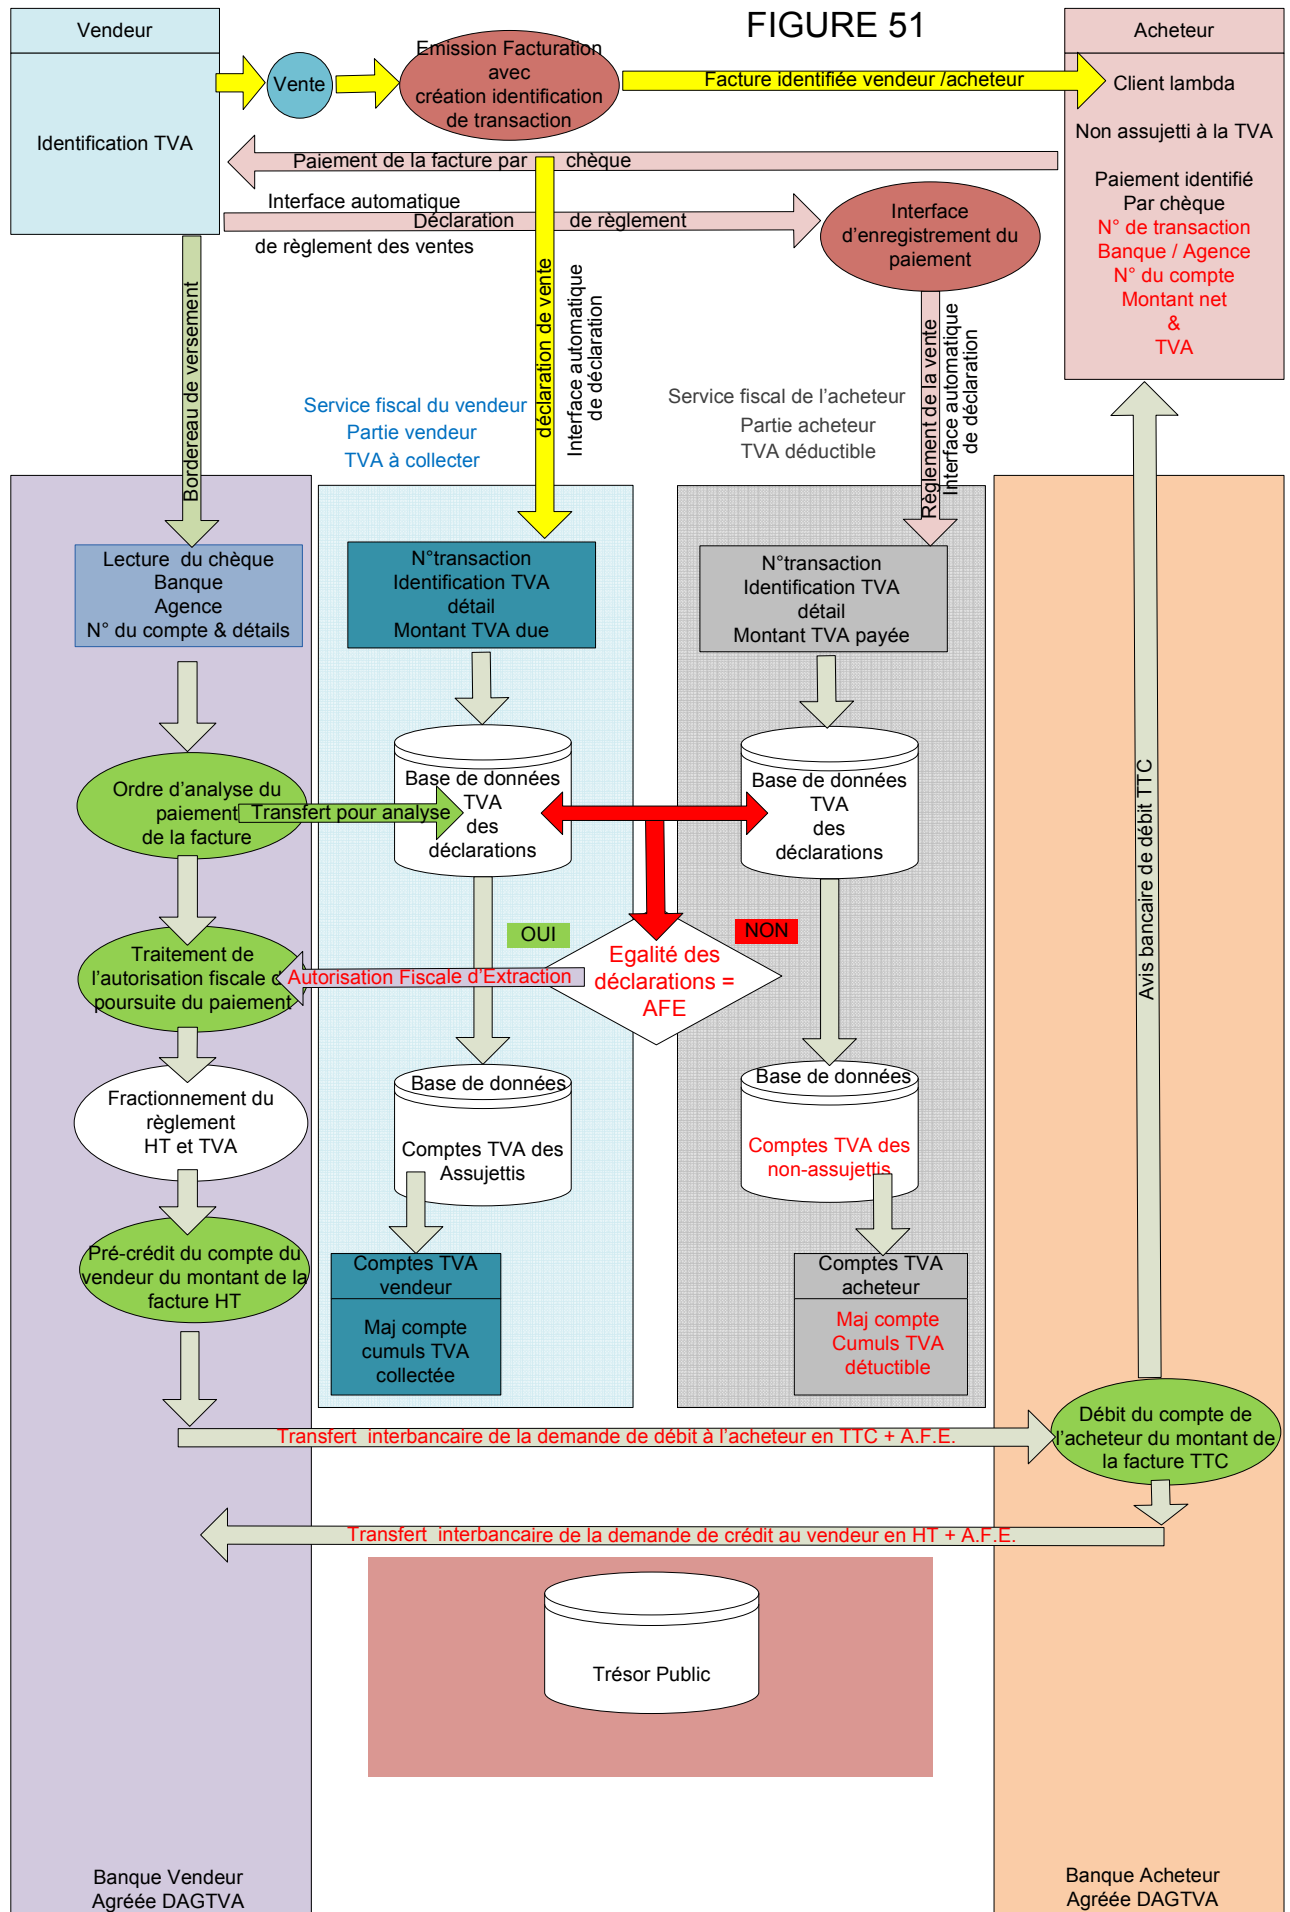 FIGURE 51
Vendeur
Identification TVA
Vente
Emission Facturation
avec
création identification
de transaction
Facture identifiée vendeur /acheteur
Acheteur
Client lambda
Non assujetti à la TVA
Paiement identifié
Par chèque
N° de transaction
Banque / Agence
N° du compte
Montant net
&
TVA
Paiement de la facture par chèque
Interface automatique
Déclaration de règlement
de règlement des ventes
Interface
d'enregistrement du
paiement
Bordereau de versement
déclaration de vente
Interface automatique
de déclaration
Règlement de la vente
Interface automatique
de déclaration
Service fiscal du vendeur
Partie vendeur
TVA à collecter
Service fiscal de l'acheteur
Partie acheteur
TVA déductible
Lecture du chèque
Banque
Agence
N° du compte & détails
N°transaction
Identification TVA
détail
Montant TVA due
N°transaction
Identification TVA
détail
Montant TVA payée
Ordre d'analyse du
paiement
de la facture
Transfert pour analyse
Base de données
TVA
des
déclarations
Base de données
TVA
des
déclarations
OUI
NON
Egalité des
déclarations =
AFE
Autorisation Fiscale d'Extraction
Traitement de
l'autorisation fiscale
poursuite du paiement
Fractionnement du
règlement
HT et TVA
Base de données
Comptes TVA des
Assujettis
Base de données
Comptes TVA des
non-assujettis
Pré-crédit du compte du
vendeur du montant de la
facture HT
Comptes TVA
vendeur
Maj compte
cumuls TVA
collectée
Comptes TVA
acheteur
Maj compte
Cumuls TVA
détuctible
Avis bancaire de débit TTC
Débit du compte de
l'acheteur du montant de
la facture TTC
Transfert interbancaire de la demande de débit à l'acheteur en TTC + A.F.E.
Transfert interbancaire de la demande de crédit au vendeur en HT + A.F.E.
Trésor Public
Banque Vendeur
Agréée DAGTVA
Banque Acheteur
Agréée DAGTVA